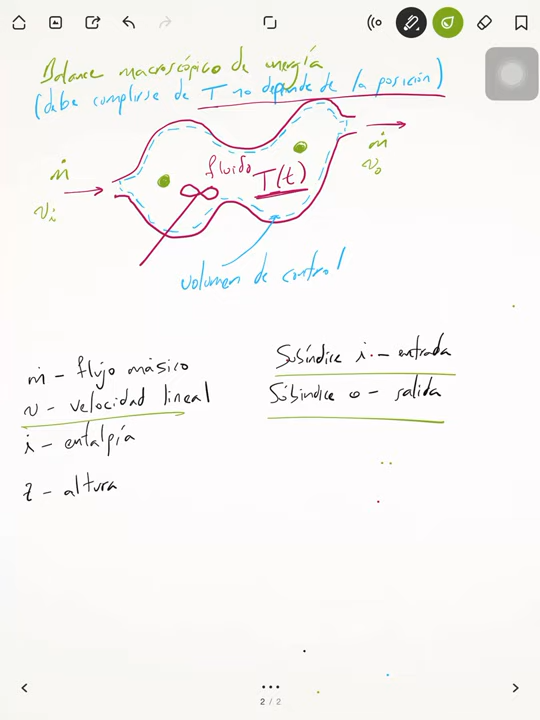 Balance macroscópico de energía
(debe cumplirse de T no depende de la posición)
ṁ
fluido
ṁ
T(t)
vᵢ
vₒ
volumen de control
ṁ - flujo másico
v - velocidad lineal
i - entalpía
z - altura
Subíndice i - entrada
Súbindice o - salida
2 / 2